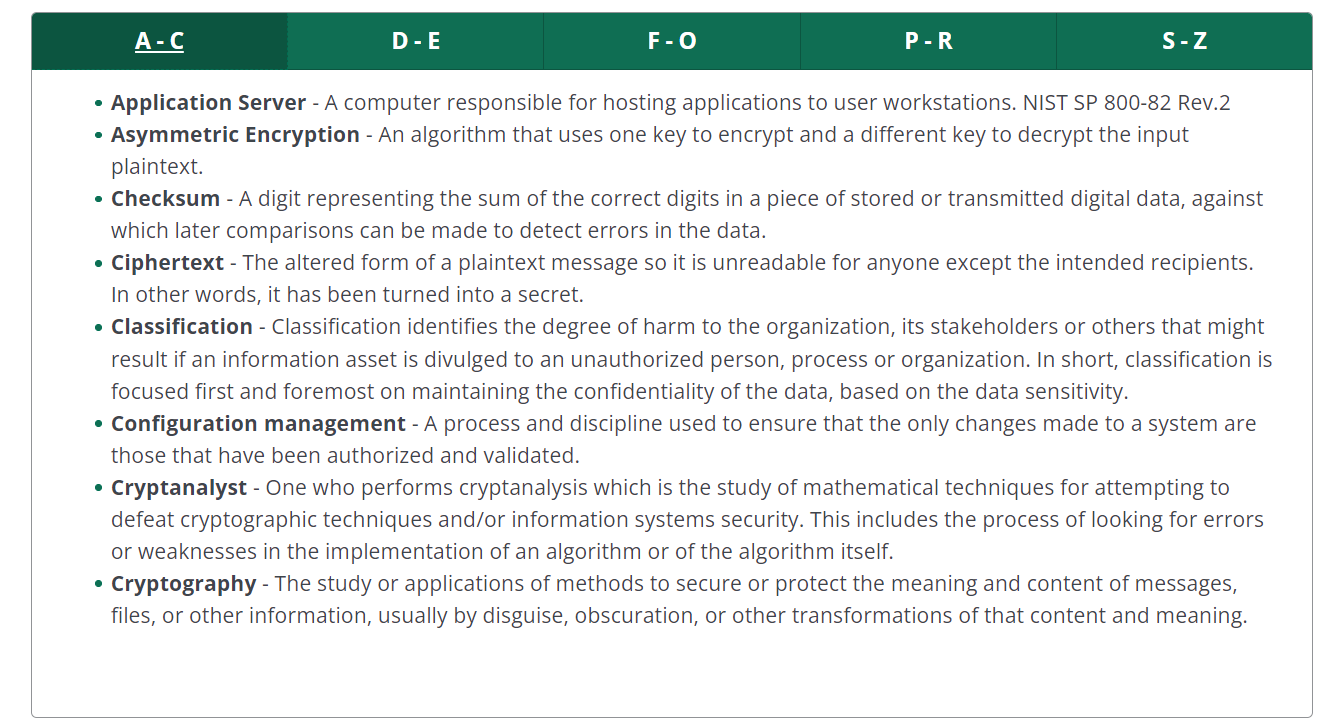 A - C
D - E
F - O
P - R
S - Z
• Application Server - A computer responsible for hosting applications to user workstations. NIST SP 800-82 Rev.2
• Asymmetric Encryption - An algorithm that uses one key to encrypt and a different key to decrypt the input
plaintext.
• Checksum - A digit representing the sum of the correct digits in a piece of stored or transmitted digital data, against
which later comparisons can be made to detect errors in the data.
• Ciphertext - The altered form of a plaintext message so it is unreadable for anyone except the intended recipients.
In other words, it has been turned into a secret.
• Classification - Classification identifies the degree of harm to the organization, its stakeholders or others that might
result if an information asset is divulged to an unauthorized person, process or organization. In short, classification is
focused first and foremost on maintaining the confidentiality of the data, based on the data sensitivity.
• Configuration management - A process and discipline used to ensure that the only changes made to a system are
those that have been authorized and validated.
• Cryptanalyst - One who performs cryptanalysis which is the study of mathematical techniques for attempting to
defeat cryptographic techniques and/or information systems security. This includes the process of looking for errors
or weaknesses in the implementation of an algorithm or of the algorithm itself.
• Cryptography - The study or applications of methods to secure or protect the meaning and content of messages,
files, or other information, usually by disguise, obscuration, or other transformations of that content and meaning.